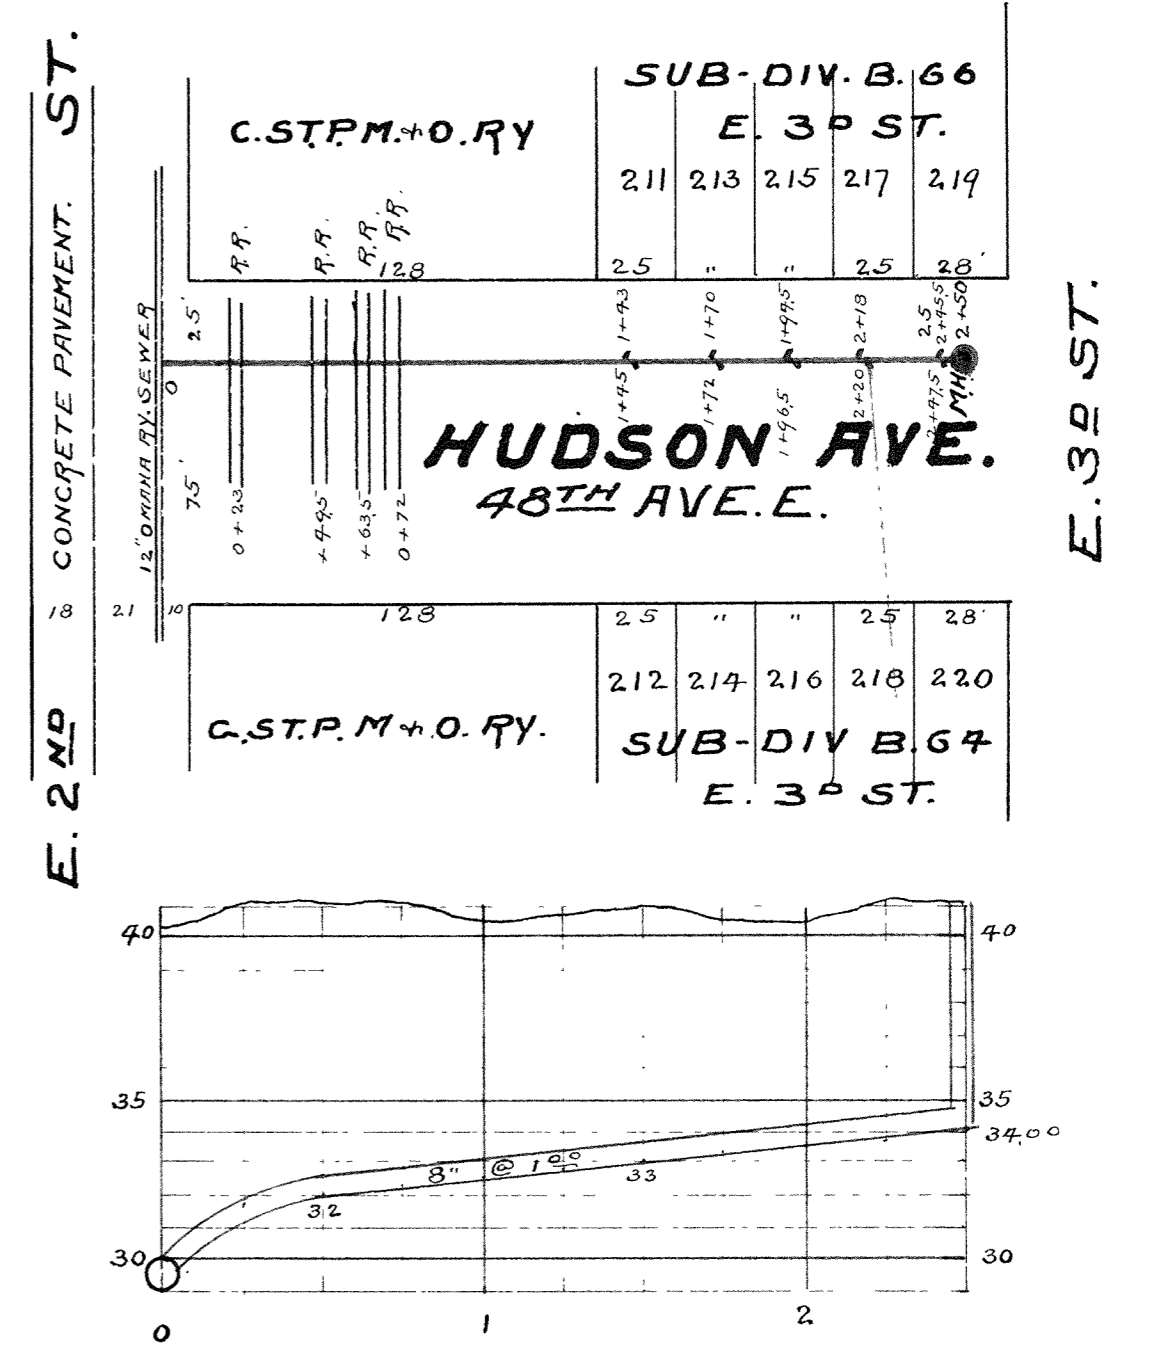 E. 2ND ST.
18 CONCRETE PAVEMENT.
21
12" OMAHA RY. SEWER
10
C.ST.P.M.&O.RY
SUB-DIV. B. 66
E. 3D ST.
211 213 215 217 219
R.R. R.R. R.R. R.R.
128
25 " " 25 28'
25'
1+43 1+70 1+94.5 2+18 2.5 2+45.5 2+50
0
1+45 1+72 1+96.5 2+20 2+47.5 MH
75'
HUDSON AVE.
48TH AVE. E.
0+23 +49.5 +63.5 0+72
E. 3D ST.
128
25 " " 25 28'
212 214 216 218 220
C.ST.P.M&O. RY.
SUB-DIV B. 64
E. 3D ST.
40 40
35 35
34.00
8" @ 1.00
33
32
30 30
0 1 2